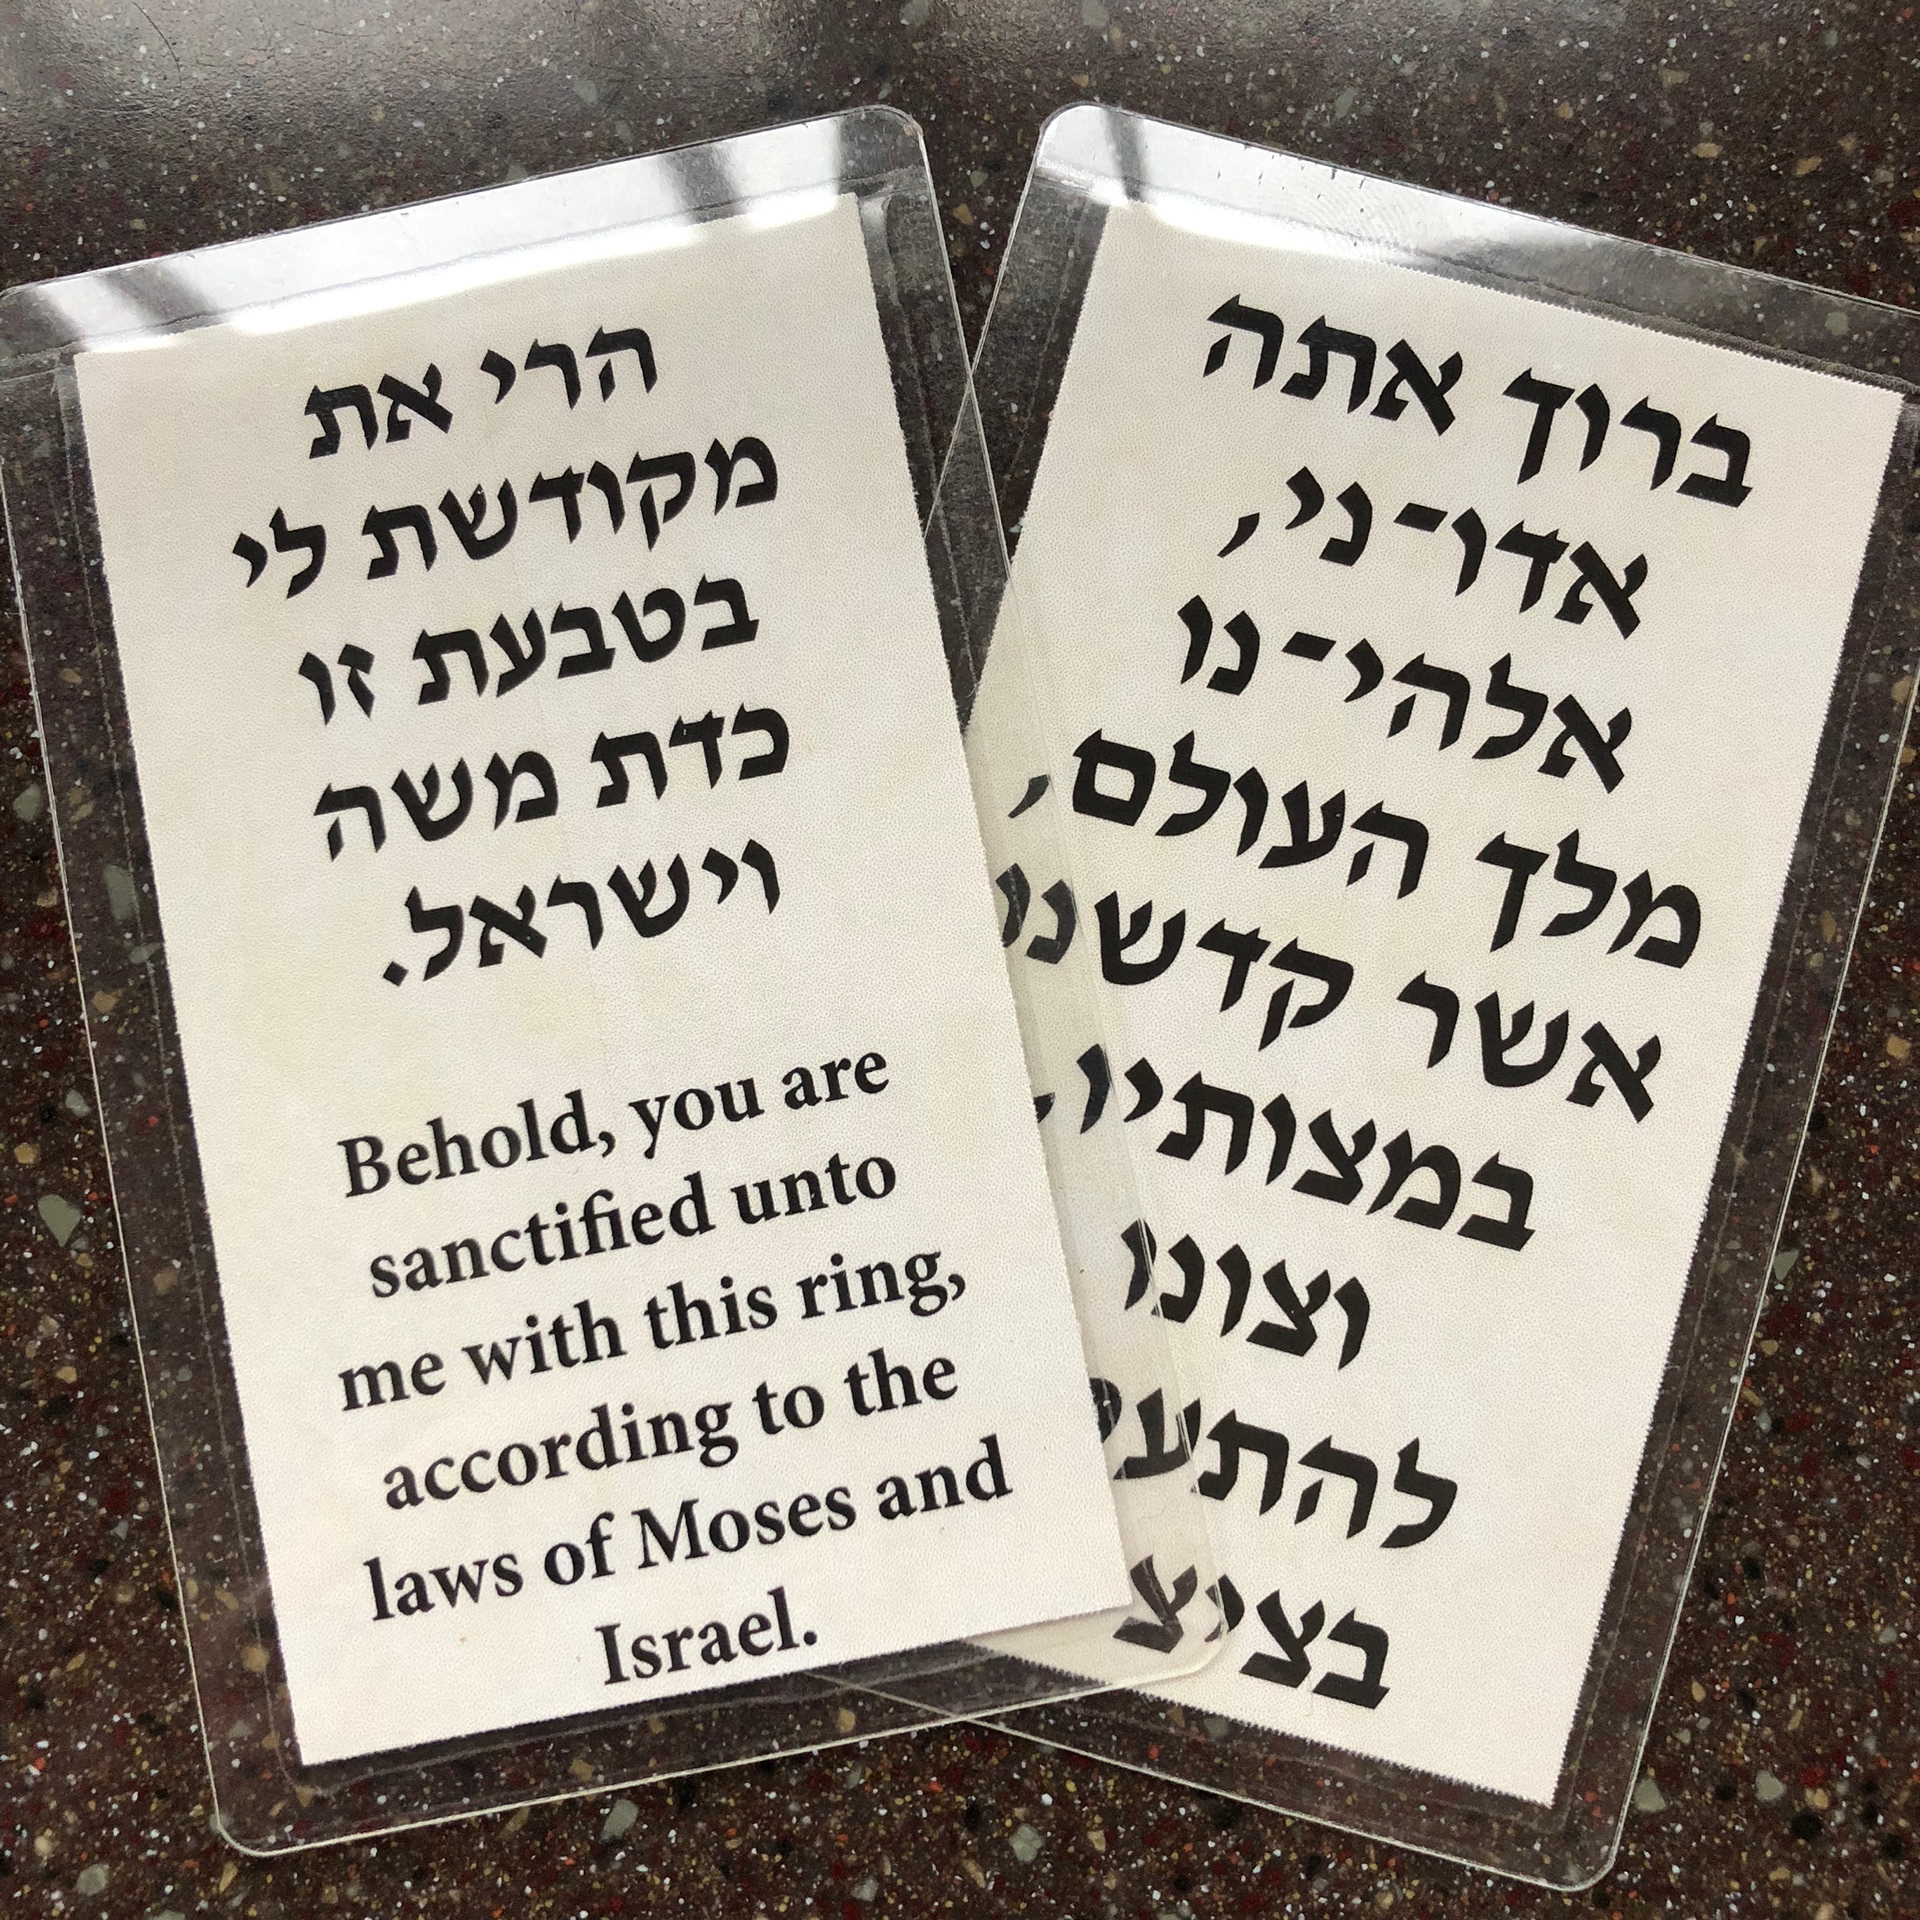 הרי את
מקודשת לי
בטבעת זו
כדת משה
וישראל.
Behold, you are
sanctified unto
me with this ring,
according to the
laws of Moses and
Israel.
ברוך אתה
אדו־ני,
אלהי־נו
מלך העולם,
אשר קדשנו
במצותיו,
וצונו